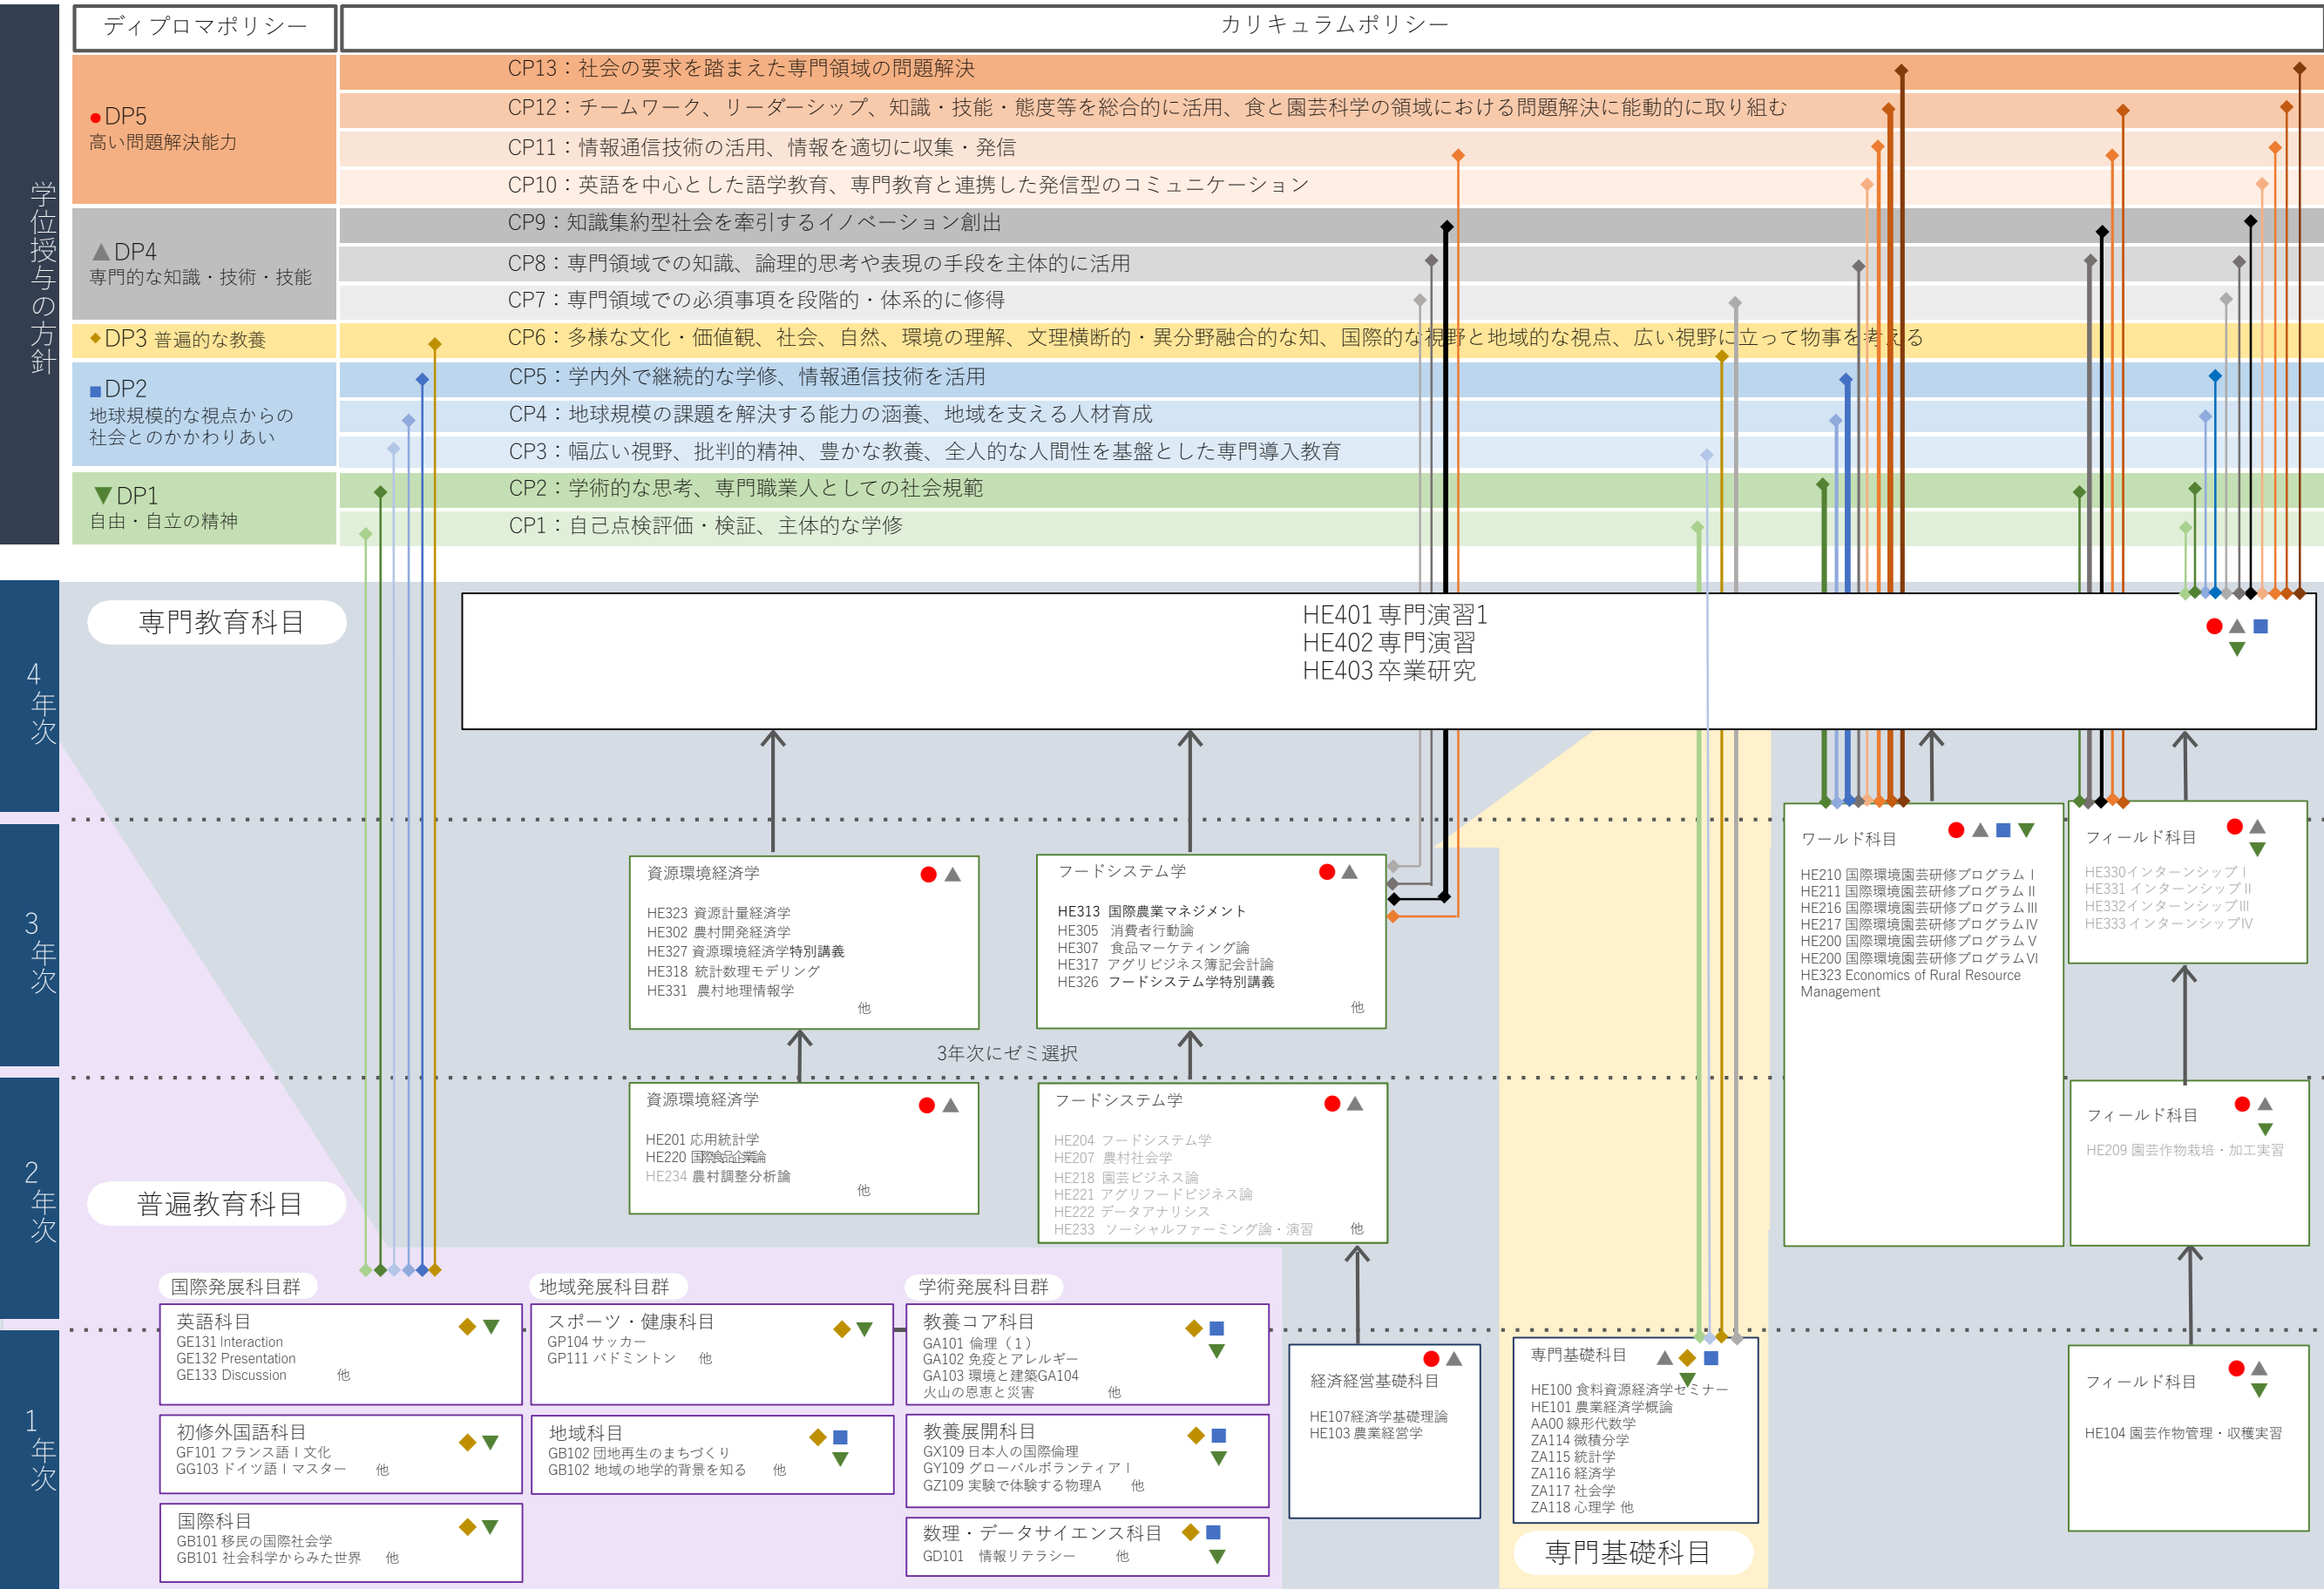 ディプロマポリシー
カリキュラムポリシー
学位授与の方針
DP5
高い問題解決能力
CP13：社会の要求を踏まえた専門領域の問題解決
CP12：チームワーク、リーダーシップ、知識・技能・態度等を総合的に活用、食と園芸科学の領域における問題解決に能動的に取り組む
CP11：情報通信技術の活用、情報を適切に収集・発信
CP10：英語を中心とした語学教育、専門教育と連携した発信型のコミュニケーション
DP4
専門的な知識・技術・技能
CP9：知識集約型社会を牽引するイノベーション創出
CP8：専門領域での知識、論理的思考や表現の手段を主体的に活用
CP7：専門領域での必須事項を段階的・体系的に修得
DP3 普遍的な教養
CP6：多様な文化・価値観、社会、自然、環境の理解、文理横断的・異分野融合的な知、国際的な視野と地域的な視点、広い視野に立って物事を考える
DP2
地球規模的な視点からの
社会とのかかわりあい
CP5：学内外で継続的な学修、情報通信技術を活用
CP4：地球規模の課題を解決する能力の涵養、地域を支える人材育成
CP3：幅広い視野、批判的精神、豊かな教養、全人的な人間性を基盤とした専門導入教育
DP1
自由・自立の精神
CP2：学術的な思考、専門職業人としての社会規範
CP1：自己点検評価・検証、主体的な学修
4年次
専門教育科目
HE401 専門演習1
HE402 専門演習
HE403 卒業研究
3年次
資源環境経済学
HE323 資源計量経済学
HE302 農村開発経済学
HE327 資源環境経済学特別講義
HE318 統計数理モデリング
HE331 農村地理情報学
他
フードシステム学
HE313 国際農業マネジメント
HE305 消費者行動論
HE307 食品マーケティング論
HE317 アグリビジネス簿記会計論
HE326 フードシステム学特別講義
他
ワールド科目
HE210 国際環境園芸研修プログラムⅠ
HE211 国際環境園芸研修プログラムⅡ
HE216 国際環境園芸研修プログラムⅢ
HE217 国際環境園芸研修プログラムⅣ
HE200 国際環境園芸研修プログラムⅤ
HE200 国際環境園芸研修プログラムⅥ
HE323 Economics of Rural Resource
Management
フィールド科目
HE330インターンシップⅠ
HE331 インターンシップⅡ
HE332インターンシップⅢ
HE333 インターンシップⅣ
3年次にゼミ選択
2年次
資源環境経済学
HE201 応用統計学
HE220 国際食品企業論
HE234 農村調整分析論
他
フードシステム学
HE204 フードシステム学
HE207 農村社会学
HE218 園芸ビジネス論
HE221 アグリフードビジネス論
HE222 データアナリシス
HE233 ソーシャルファーミング論・演習 他
フィールド科目
HE209 園芸作物栽培・加工実習
普遍教育科目
国際発展科目群
地域発展科目群
学術発展科目群
1年次
英語科目
GE131 Interaction
GE132 Presentation
GE133 Discussion 他
スポーツ・健康科目
GP104 サッカー
GP111 バドミントン 他
教養コア科目
GA101 倫理（1）
GA102 免疫とアレルギー
GA103 環境と建築GA104
火山の恩恵と災害 他
初修外国語科目
GF101 フランス語Ⅰ文化
GG103 ドイツ語Ⅰマスター 他
地域科目
GB102 団地再生のまちづくり
GB102 地域の地学的背景を知る 他
教養展開科目
GX109 日本人の国際倫理
GY109 グローバルボランティアⅠ
GZ109 実験で体験する物理A 他
国際科目
GB101 移民の国際社会学
GB101 社会科学からみた世界 他
数理・データサイエンス科目
GD101 情報リテラシー 他
経済経営基礎科目
HE107経済学基礎理論
HE103 農業経営学
専門基礎科目
HE100 食料資源経済学セミナー
HE101 農業経済学概論
AA00 線形代数学
ZA114 微積分学
ZA115 統計学
ZA116 経済学
ZA117 社会学
ZA118 心理学 他
専門基礎科目
フィールド科目
HE104 園芸作物管理・収穫実習